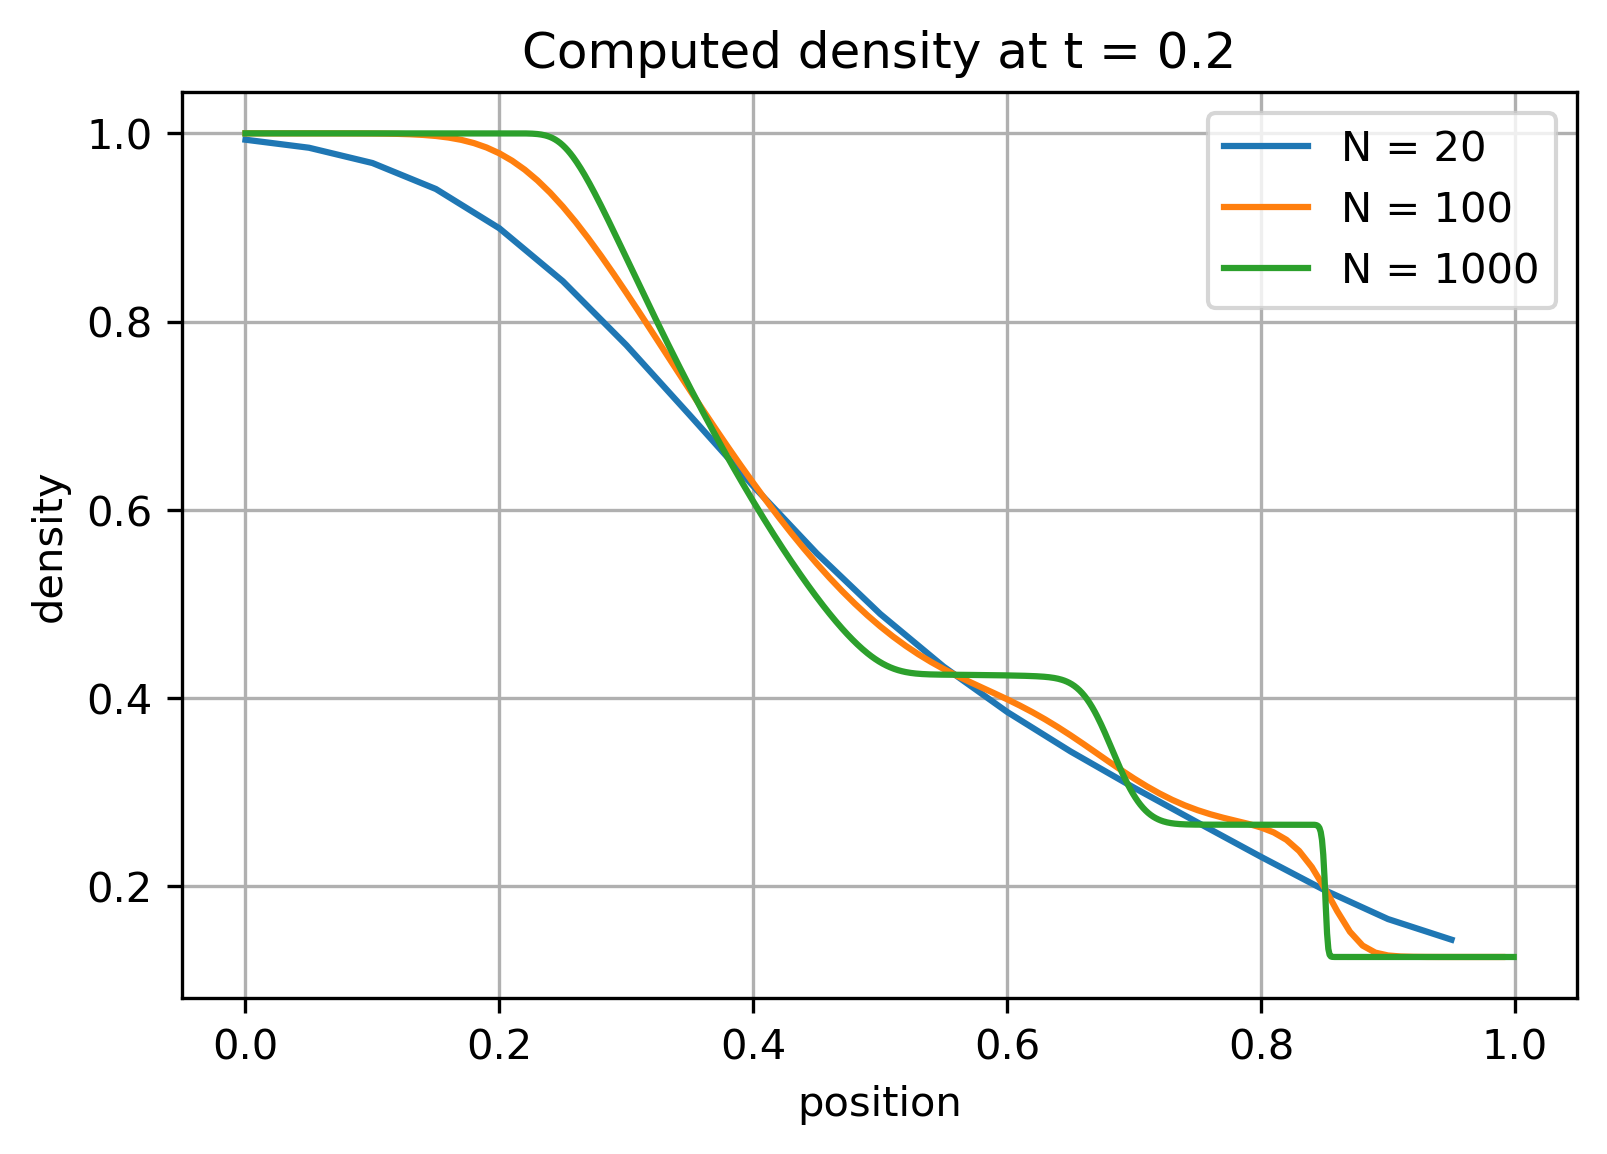 Computed density at t = 0.2
N = 20
N = 100
N = 1000
density
1.0
0.8
0.6
0.4
0.2
0.0 0.2 0.4 0.6 0.8 1.0
position